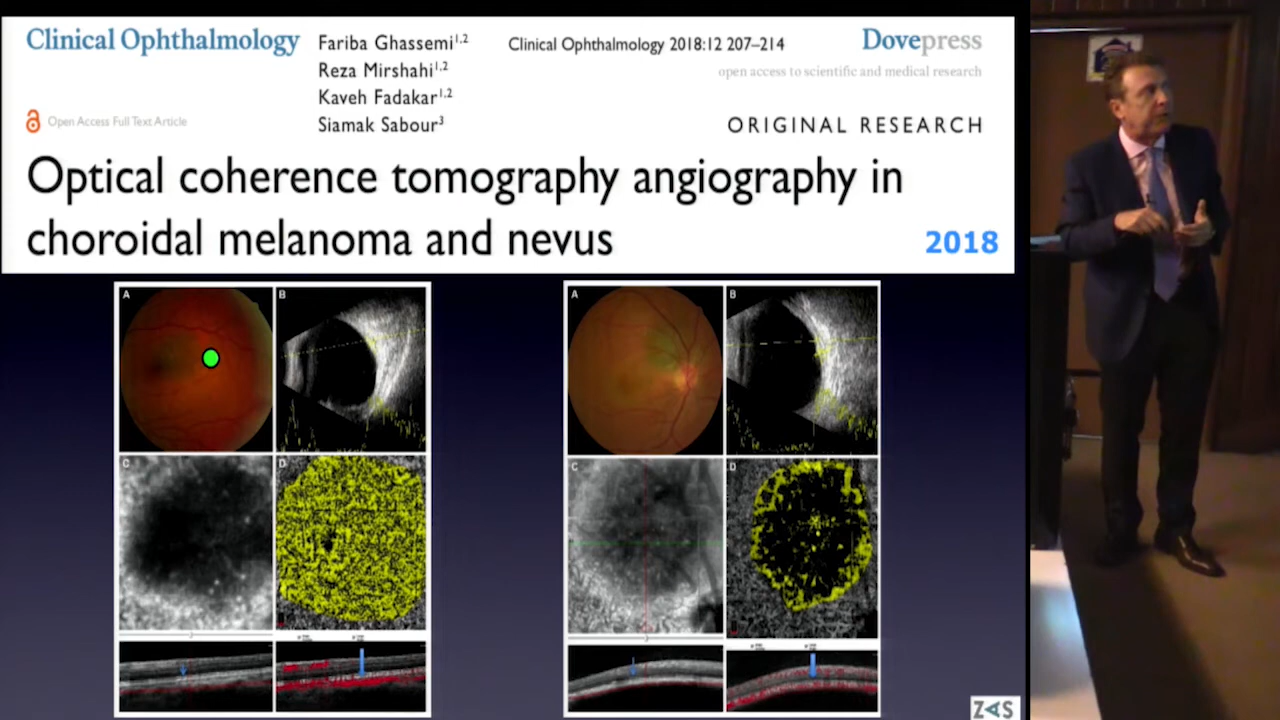 Clinical Ophthalmology
Fariba Ghassemi1,2
Reza Mirshahi1,2
Kaveh Fadakar1,2
Siamak Sabour3
Clinical Ophthalmology 2018:12 207–214
Dovepress
open access to scientific and medical research
Open Access Full Text Article
ORIGINAL RESEARCH
Optical coherence tomography angiography in
choroidal melanoma and nevus
2018
A
B
C
D
A
B
C
D